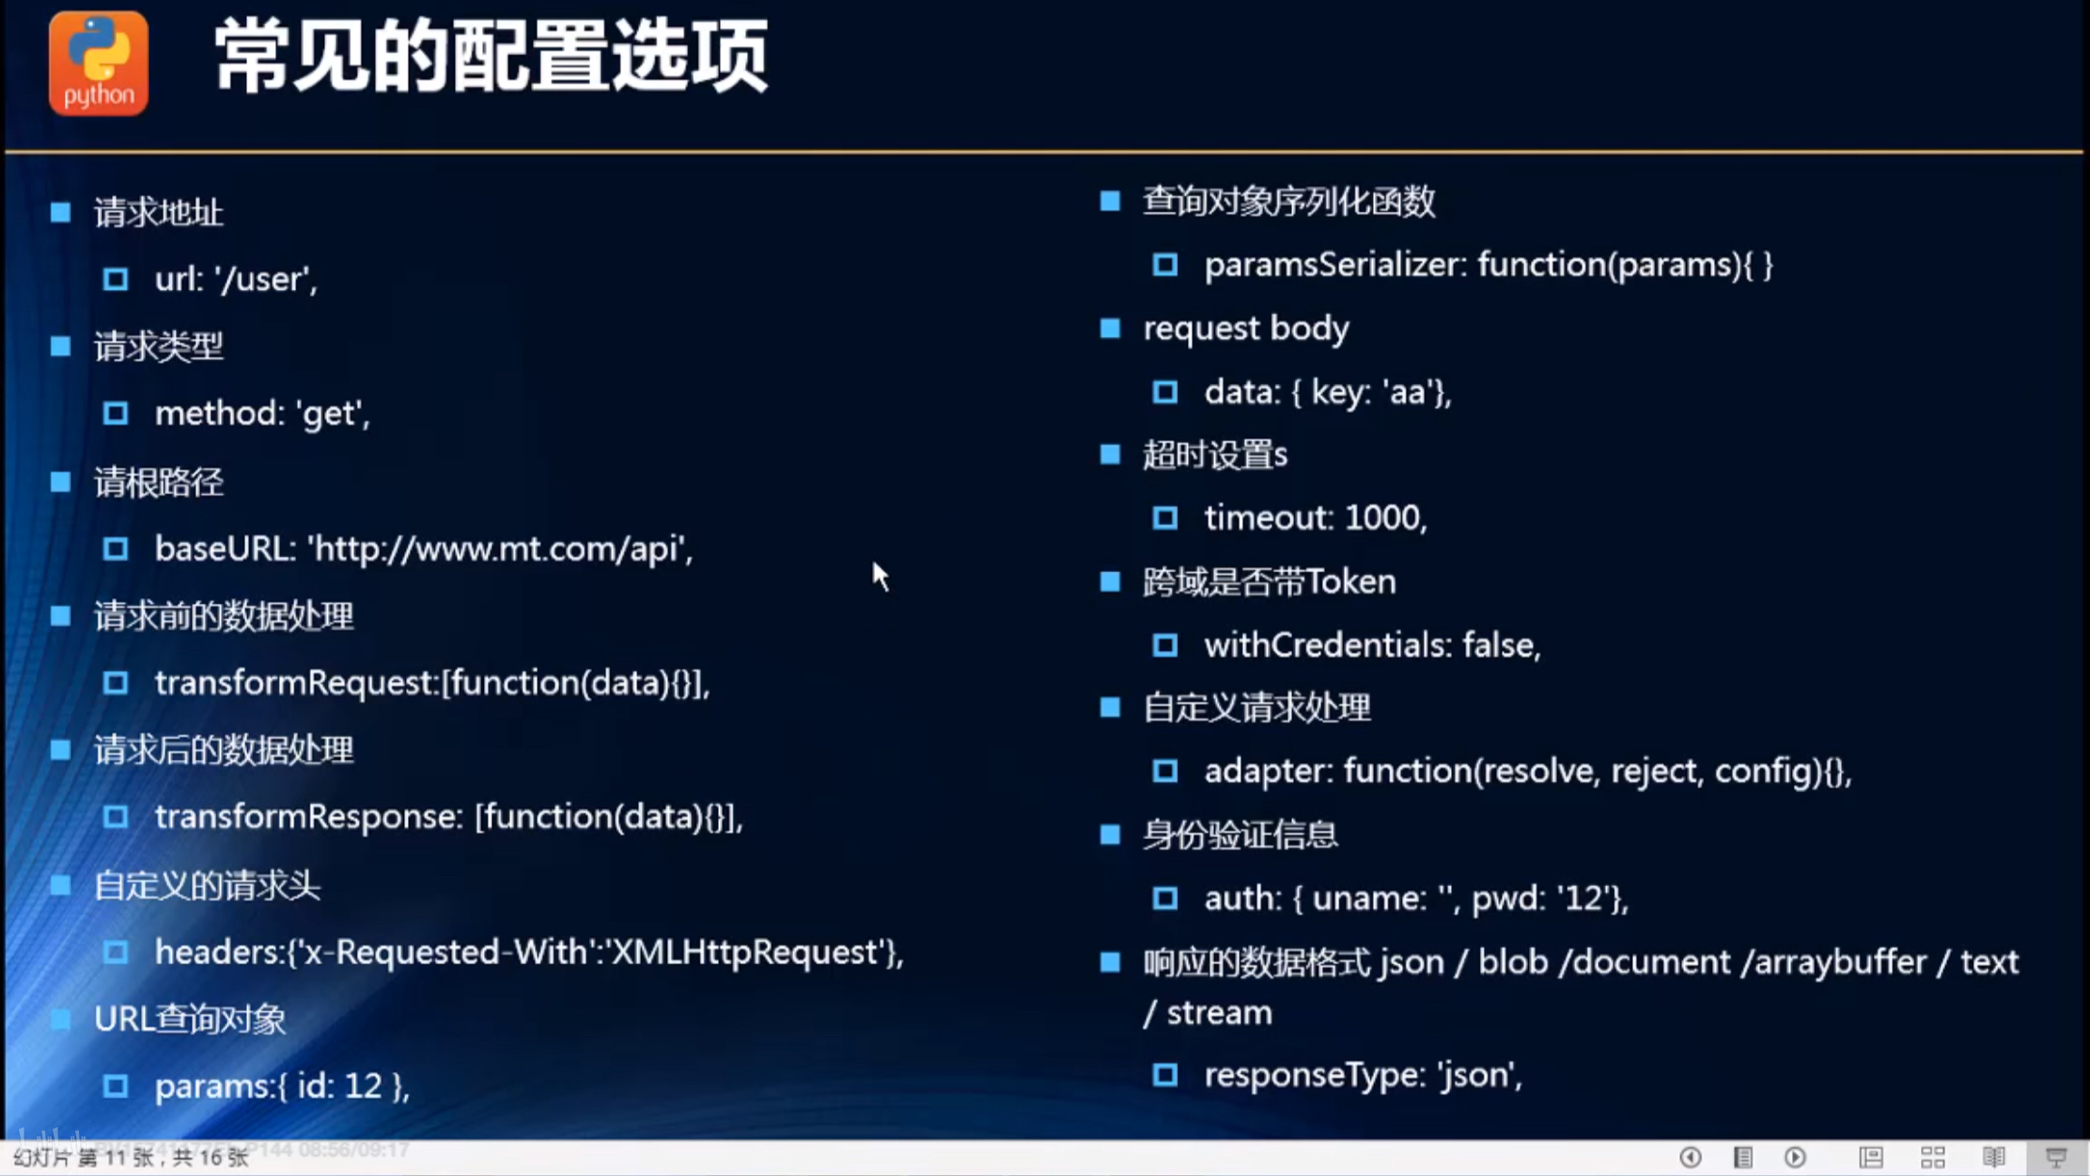 python
常见的配置选项
请求地址
url: '/user',
请求类型
method: 'get',
请根路径
baseURL: 'http://www.mt.com/api',
请求前的数据处理
transformRequest:[function(data){}],
请求后的数据处理
transformResponse: [function(data){}],
自定义的请求头
headers:{'x-Requested-With':'XMLHttpRequest'},
URL查询对象
params:{ id: 12 },
查询对象序列化函数
paramsSerializer: function(params){ }
request body
data: { key: 'aa'},
超时设置s
timeout: 1000,
跨域是否带Token
withCredentials: false,
自定义请求处理
adapter: function(resolve, reject, config){},
身份验证信息
auth: { uname: '', pwd: '12'},
响应的数据格式 json / blob /document /arraybuffer / text
/ stream
responseType: 'json',
P144 08:56/09:17
幻灯片 第 11 张 , 共 16 张